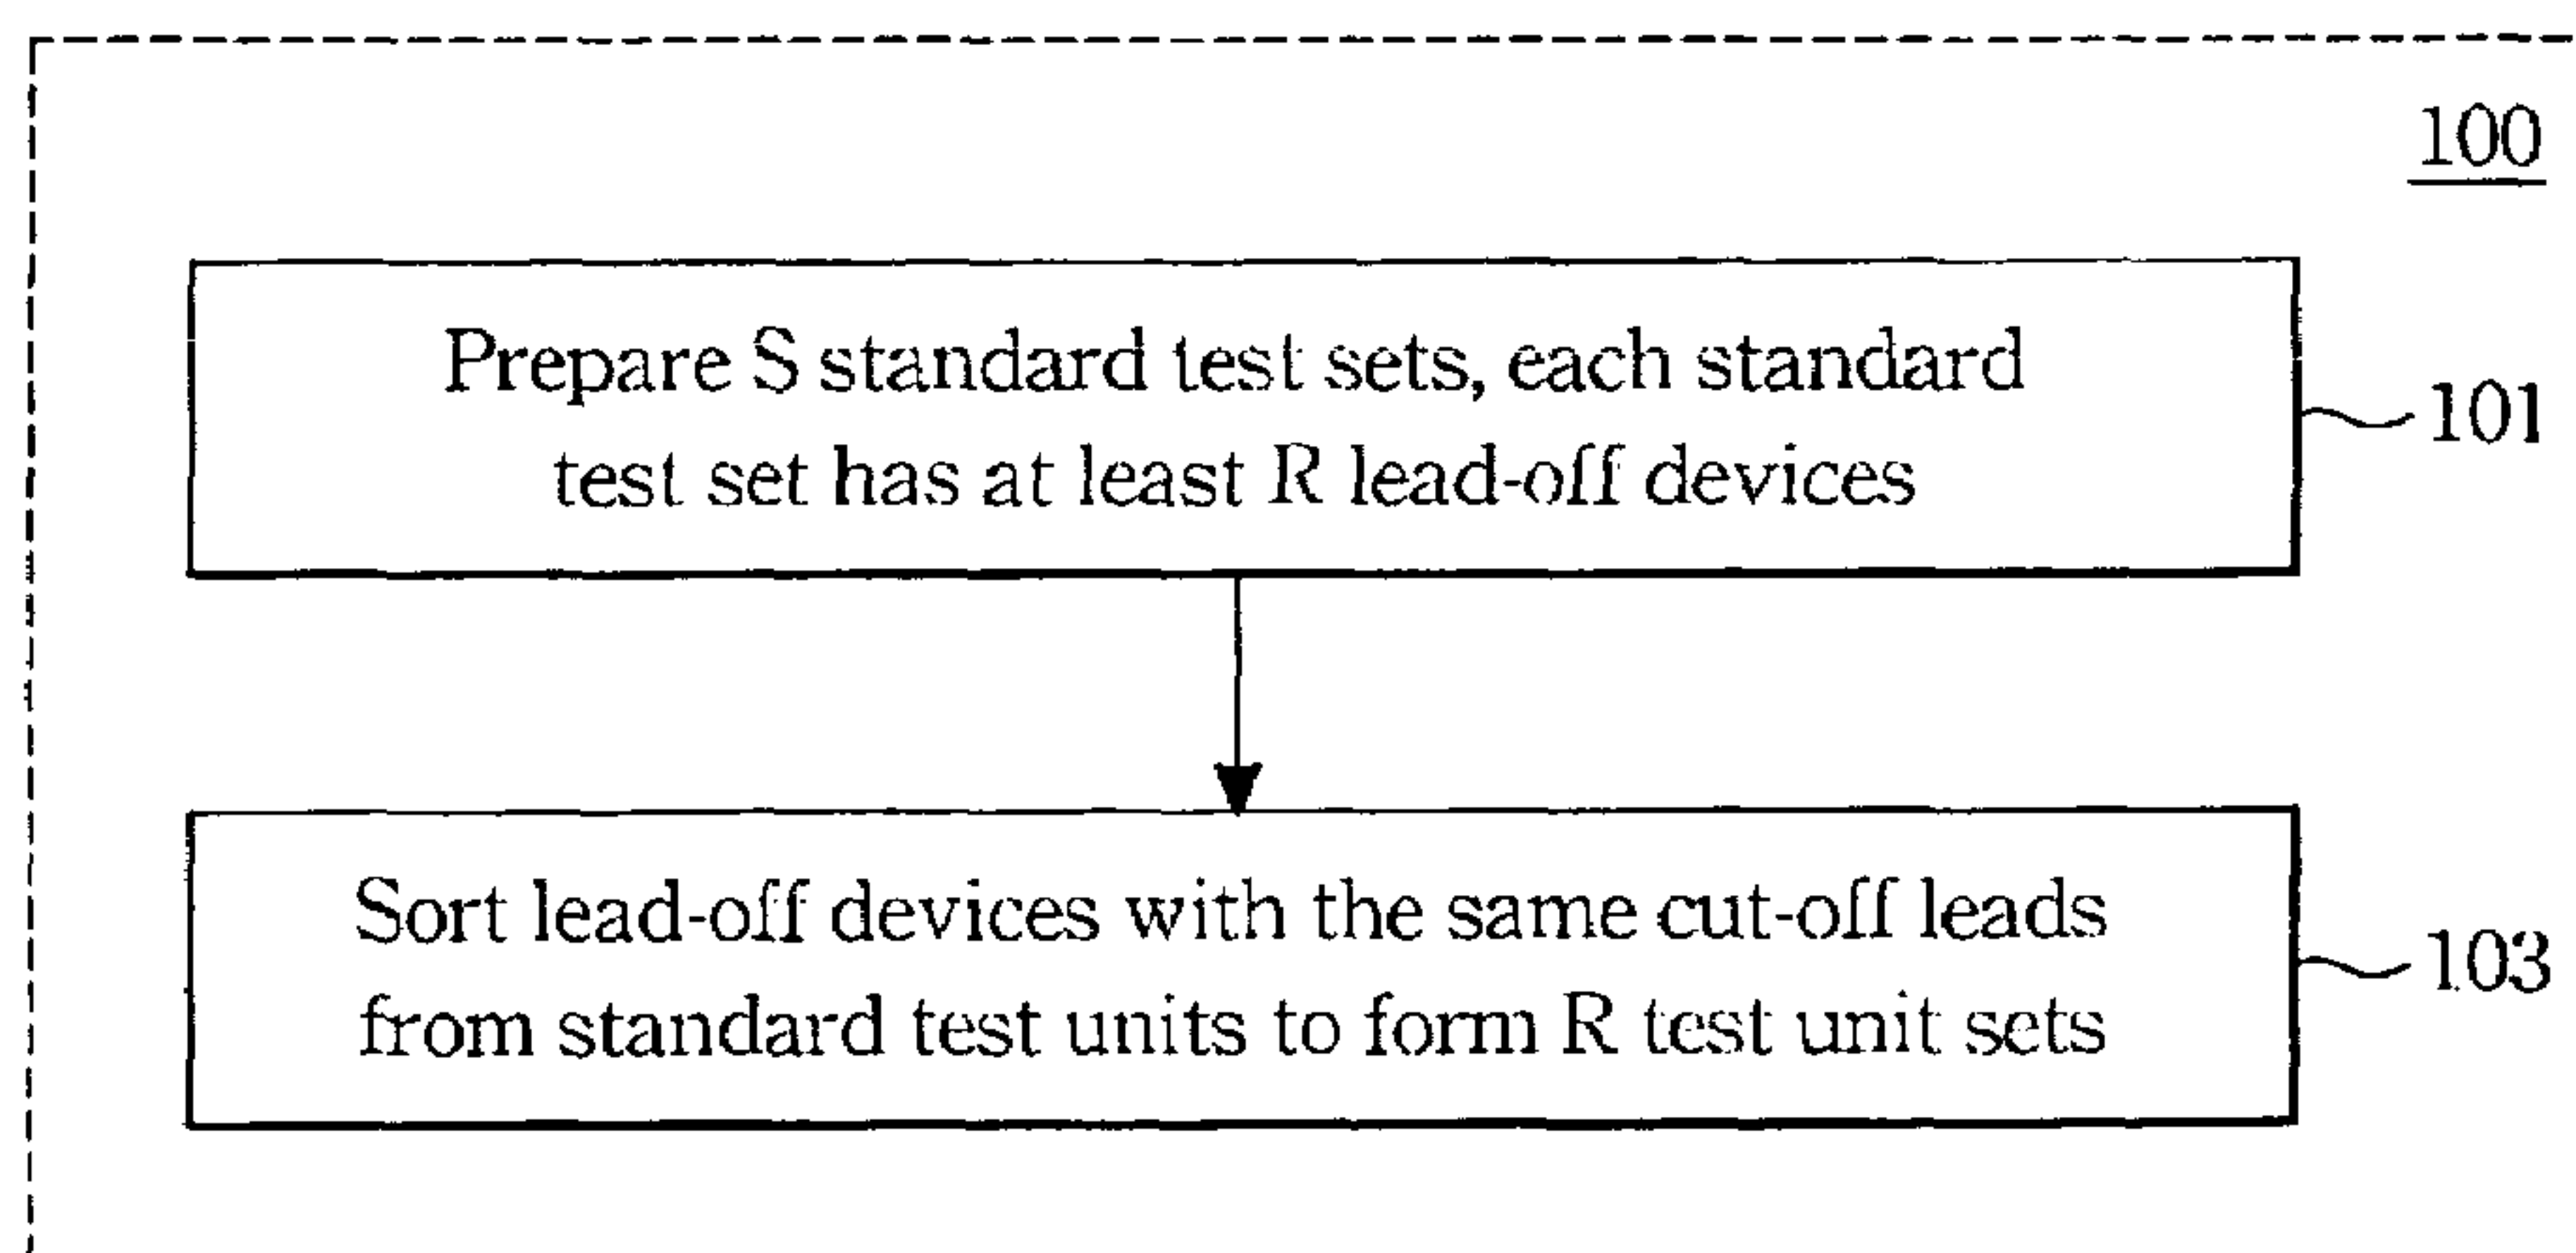 100
Prepare S standard test sets, each standard
test set has at least R lead-off devices
101
Sort lead-off devices with the same cut-off leads
from standard test units to form R test unit sets
103